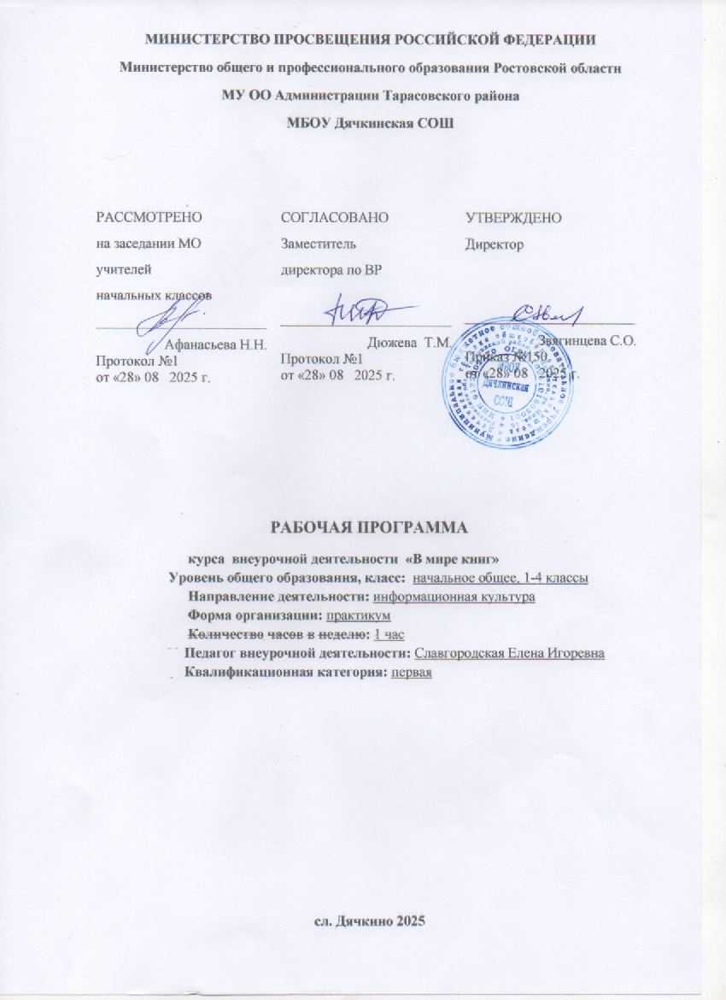 МИНИСТЕРСТВО ПРОСВЕЩЕНИЯ РОССИЙСКОЙ ФЕДЕРАЦИИ
Министерство общего и профессионального образования Ростовской области
МУ ОО Администрации Тарасовского района
МБОУ Дячкинская СОШ
РАССМОТРЕНО
на заседании МО
учителей
начальных классов
Афанасьева Н.Н.
Протокол №1
от «28» 08 2025 г.
СОГЛАСОВАНО
Заместитель
директора по ВР
Дюжева Т.М.
Протокол №1
от «28» 08 2025 г.
УТВЕРЖДЕНО
Директор
Звягинцева С.О.
Приказ №150
от «28» 08 2025 г.
МБОУ
Дячкинская
СОШ
РАБОЧАЯ ПРОГРАММА
курса внеурочной деятельности «В мире книг»
Уровень общего образования, класс: начальное общее, 1-4 классы
Направление деятельности: информационная культура
Форма организации: практикум
Количество часов в неделю: 1 час
Педагог внеурочной деятельности: Славгородская Елена Игоревна
Квалификационная категория: первая
сл. Дячкино 2025